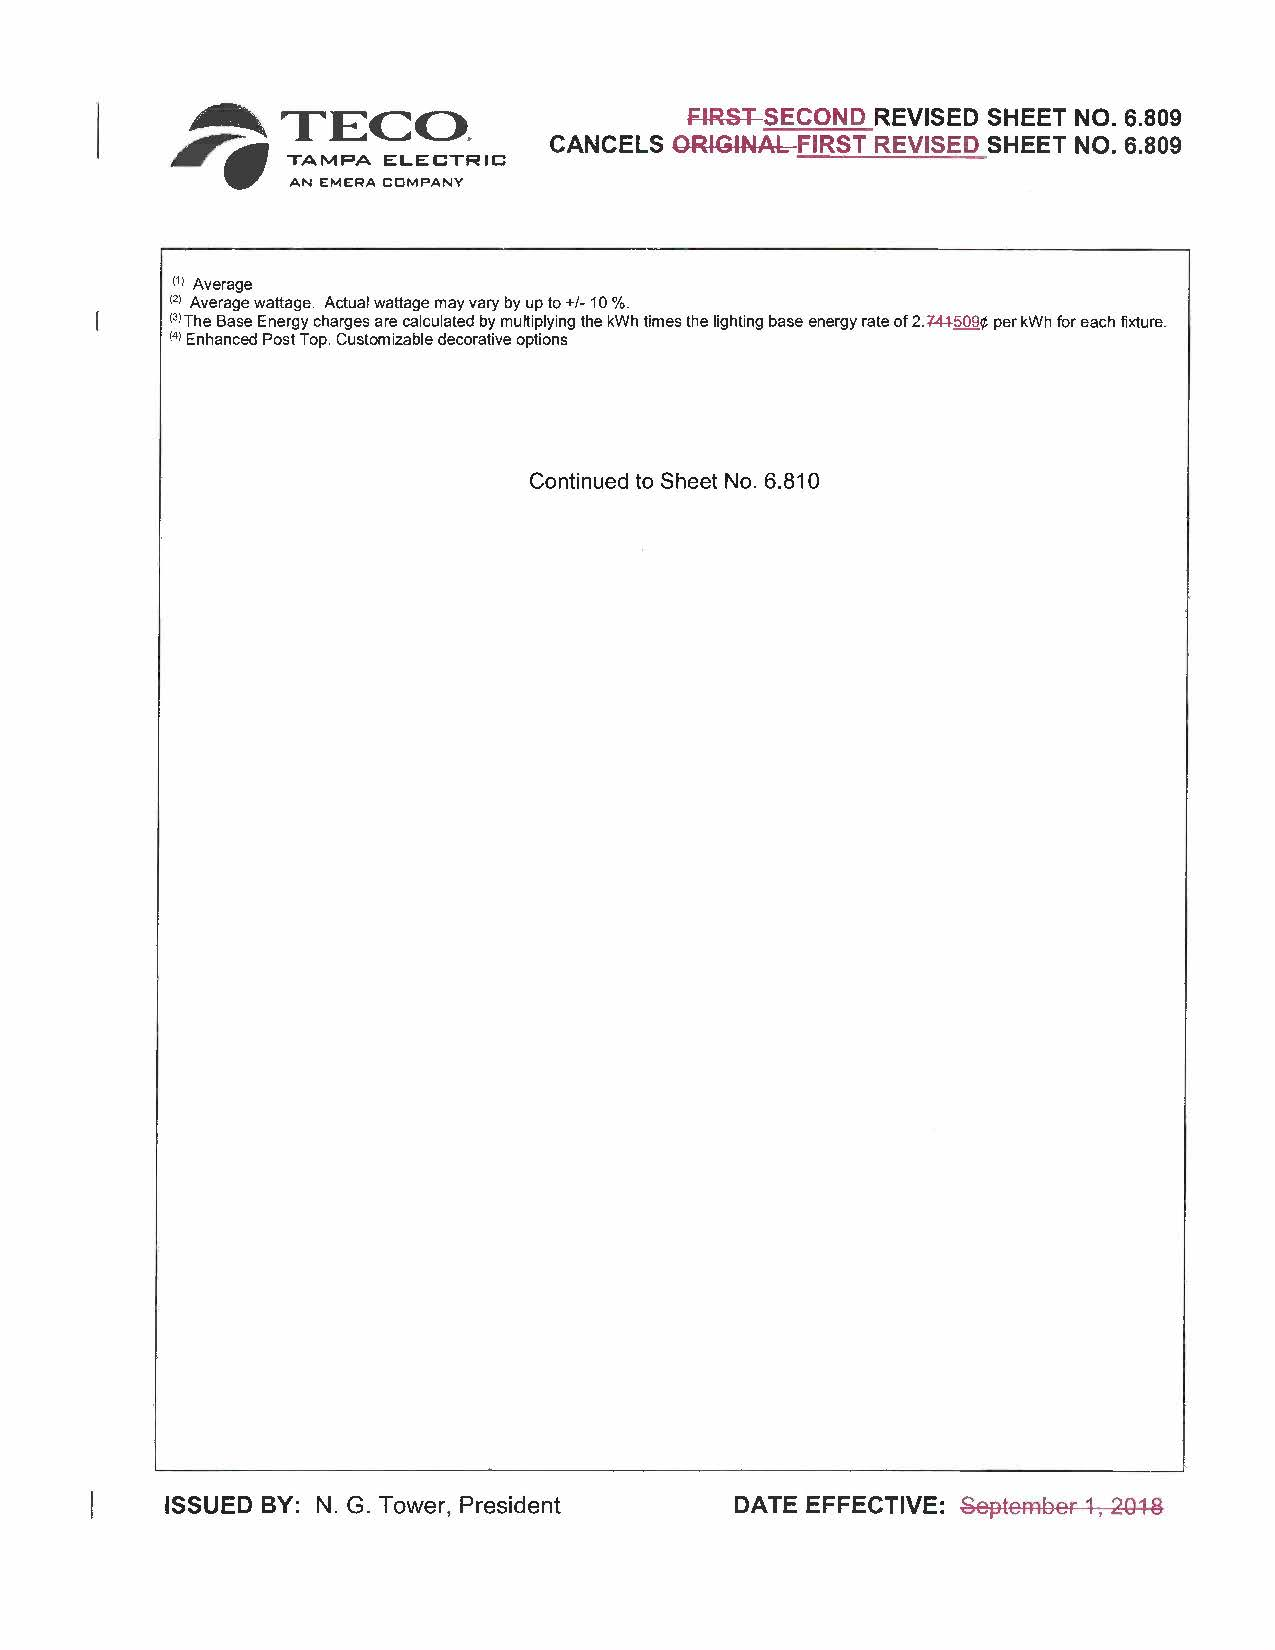 TECO.
TAMPA ELECTRIC
AN EMERA COMPANY
FIRST SECOND REVISED SHEET NO. 6.809
CANCELS ORIGINAL FIRST REVISED SHEET NO. 6.809
(1) Average
(2) Average wattage. Actual wattage may vary by up to +/- 10 %.
(3) The Base Energy charges are calculated by multiplying the kWh times the lighting base energy rate of 2.741509¢ per kWh for each fixture.
(4) Enhanced Post Top. Customizable decorative options
Continued to Sheet No. 6.810
ISSUED BY: N. G. Tower, President
DATE EFFECTIVE: September 1, 2018